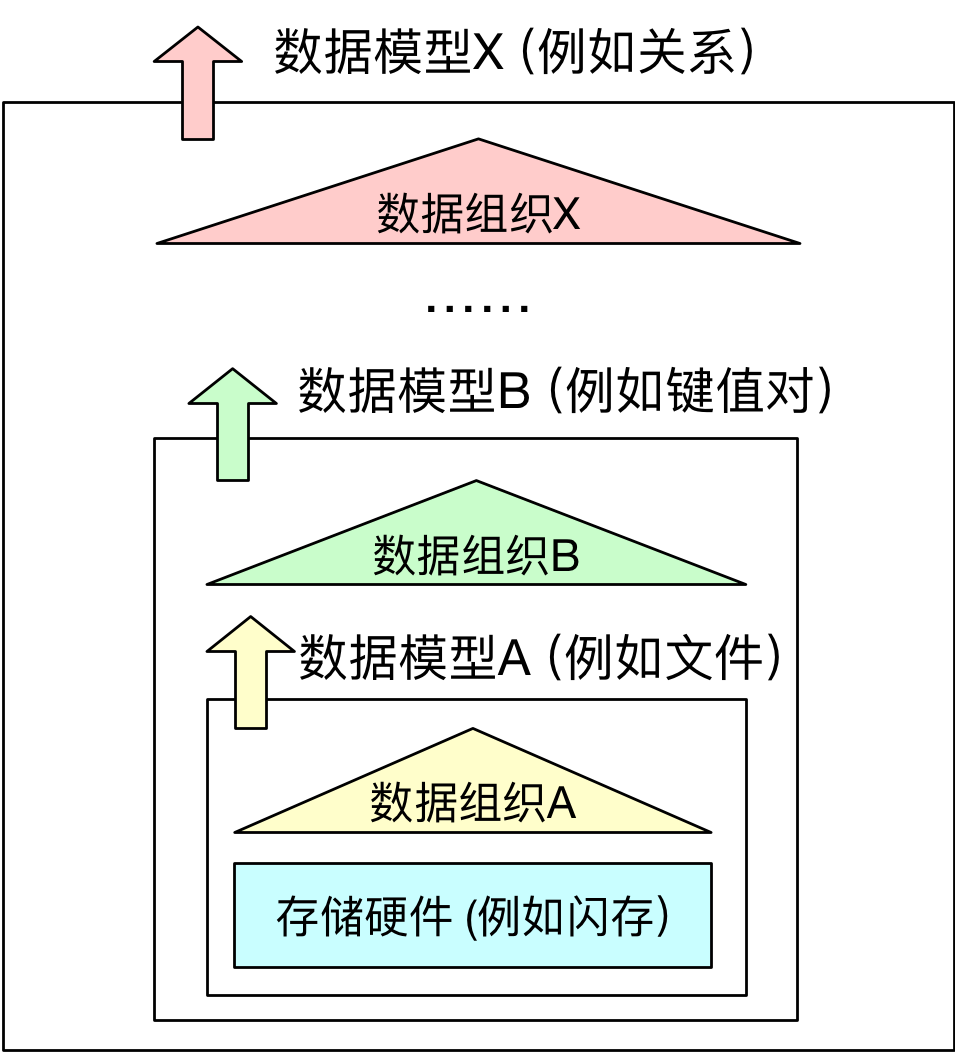 数据模型X (例如关系)
数据组织X
······
数据模型B (例如键值对)
数据组织B
数据模型A (例如文件)
数据组织A
存储硬件 (例如闪存)